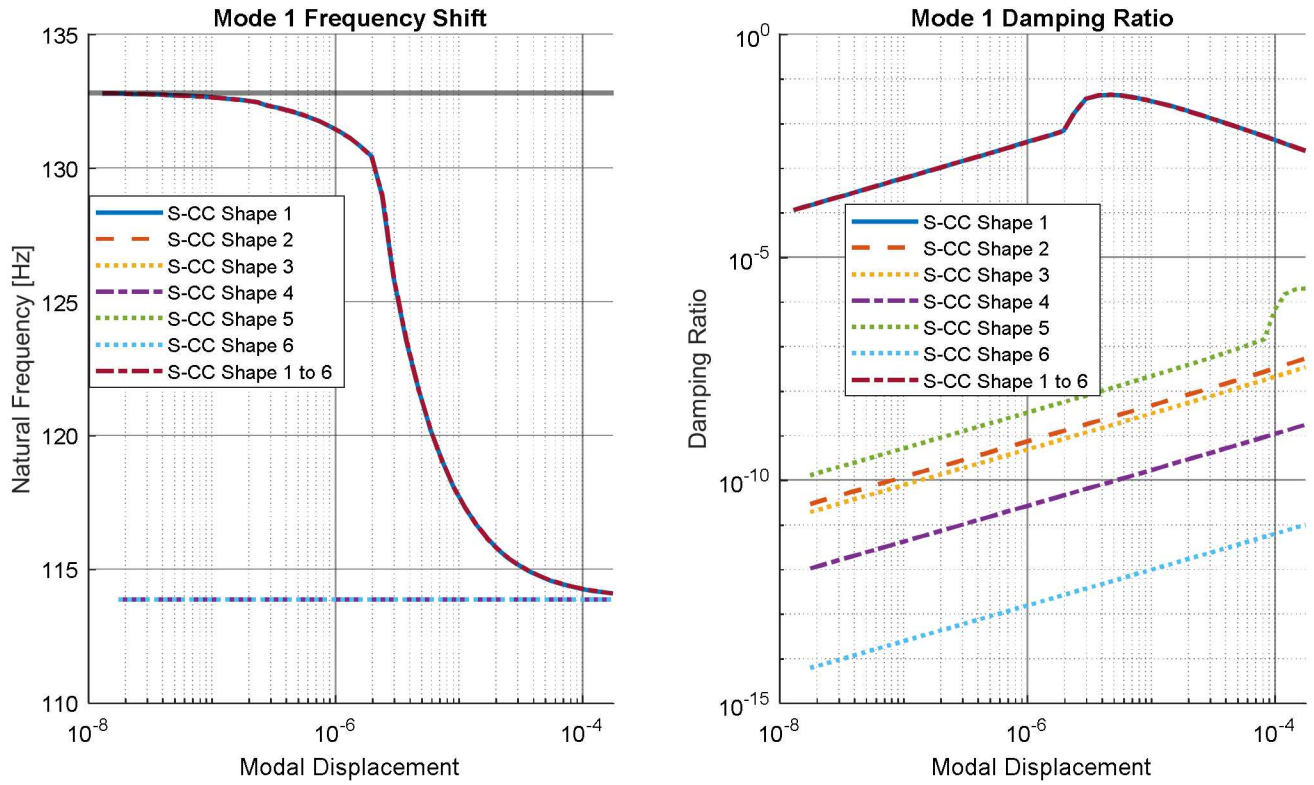 Mode 1 Frequency Shift
135
130
125
120
115
110
Natural Frequency [Hz]
S-CC Shape 1
S-CC Shape 2
S-CC Shape 3
S-CC Shape 4
S-CC Shape 5
S-CC Shape 6
S-CC Shape 1 to 6
10^-8
10^-6
10^-4
Modal Displacement
Mode 1 Damping Ratio
10^0
10^-5
10^-10
10^-15
Damping Ratio
S-CC Shape 1
S-CC Shape 2
S-CC Shape 3
S-CC Shape 4
S-CC Shape 5
S-CC Shape 6
S-CC Shape 1 to 6
10^-8
10^-6
10^-4
Modal Displacement